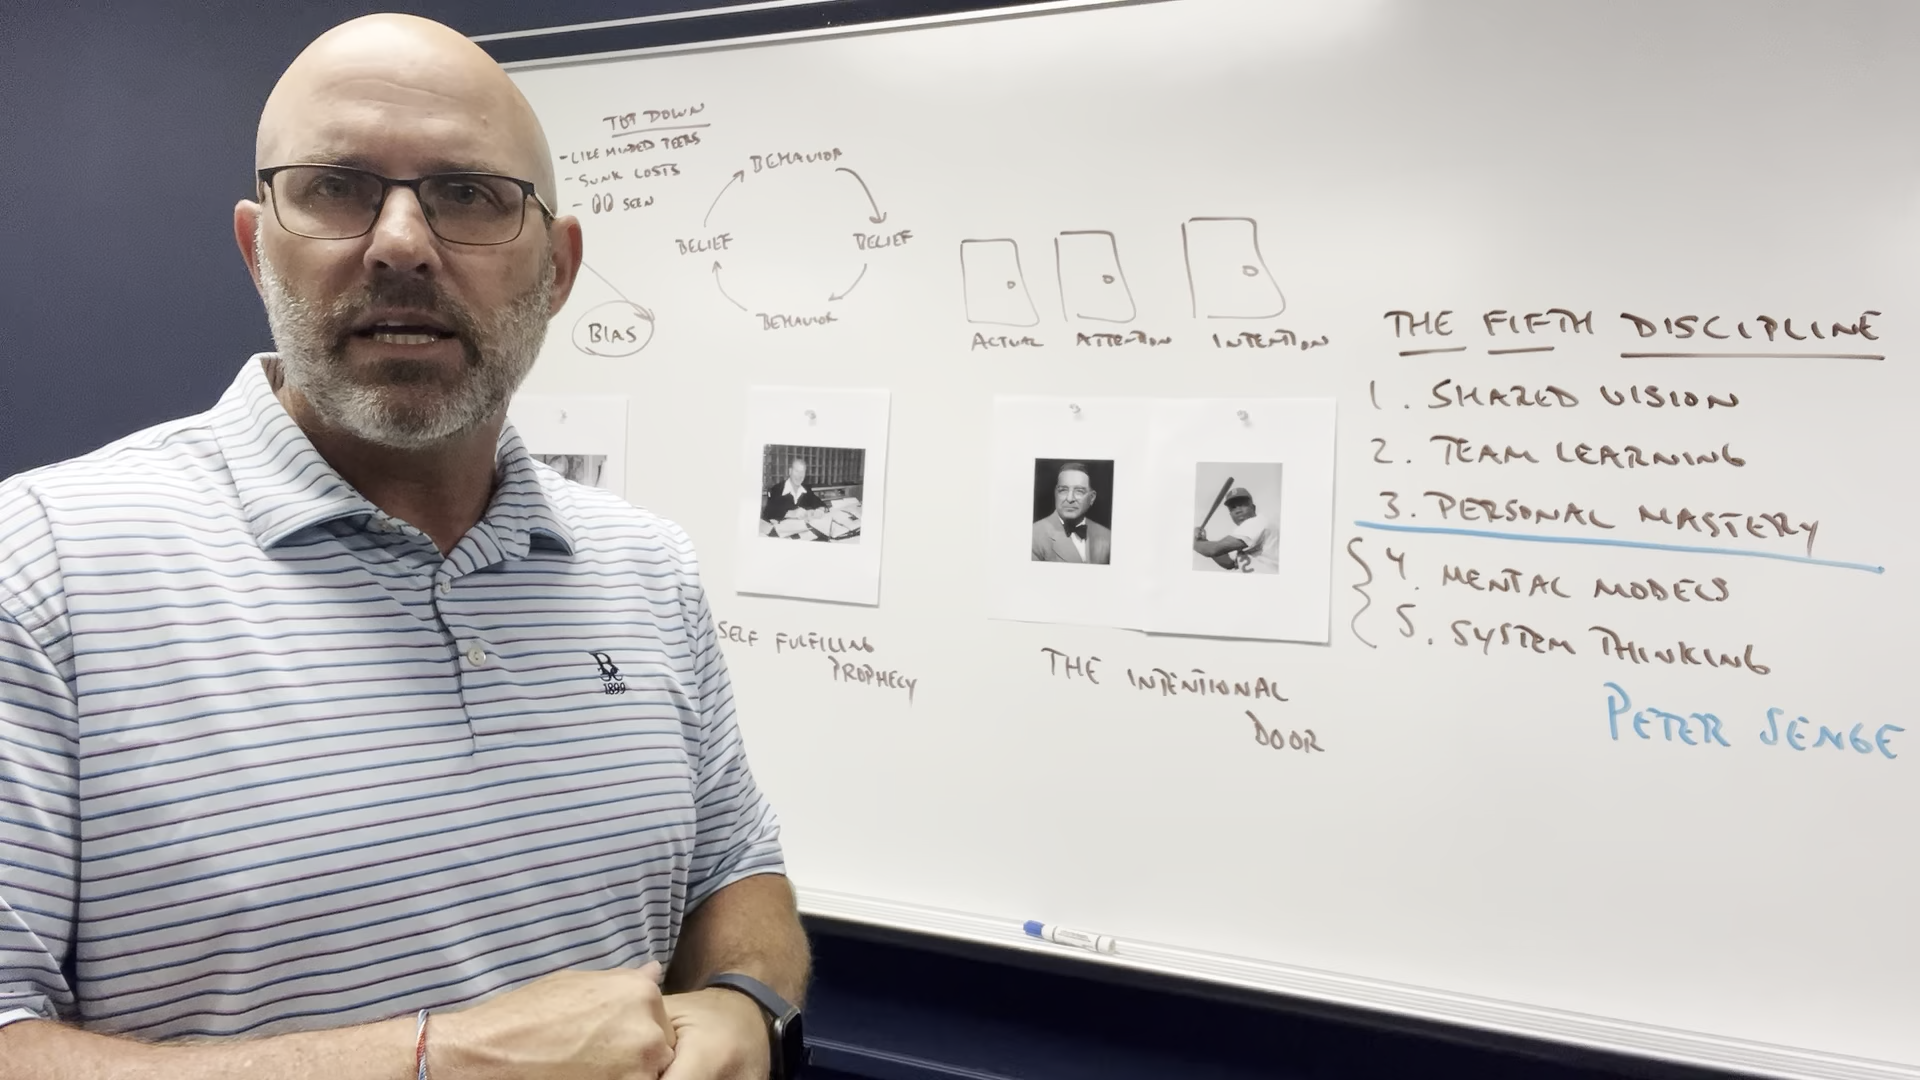 TOP DOWN
- LIKE MINDED PEERS
- SUNK COSTS
- SEEN
BIAS
BEHAVIOR
BELIEF
BELIEF
BEHAVIOR
ACTUAL
ATTENTION
INTENTION
SELF FULFILLING
PROPHECY
THE INTENTIONAL
DOOR
THE FIFTH DISCIPLINE
1. SHARED VISION
2. TEAM LEARNING
3. PERSONAL MASTERY
4. MENTAL MODELS
5. SYSTEM THINKING
PETER SENGE
1899